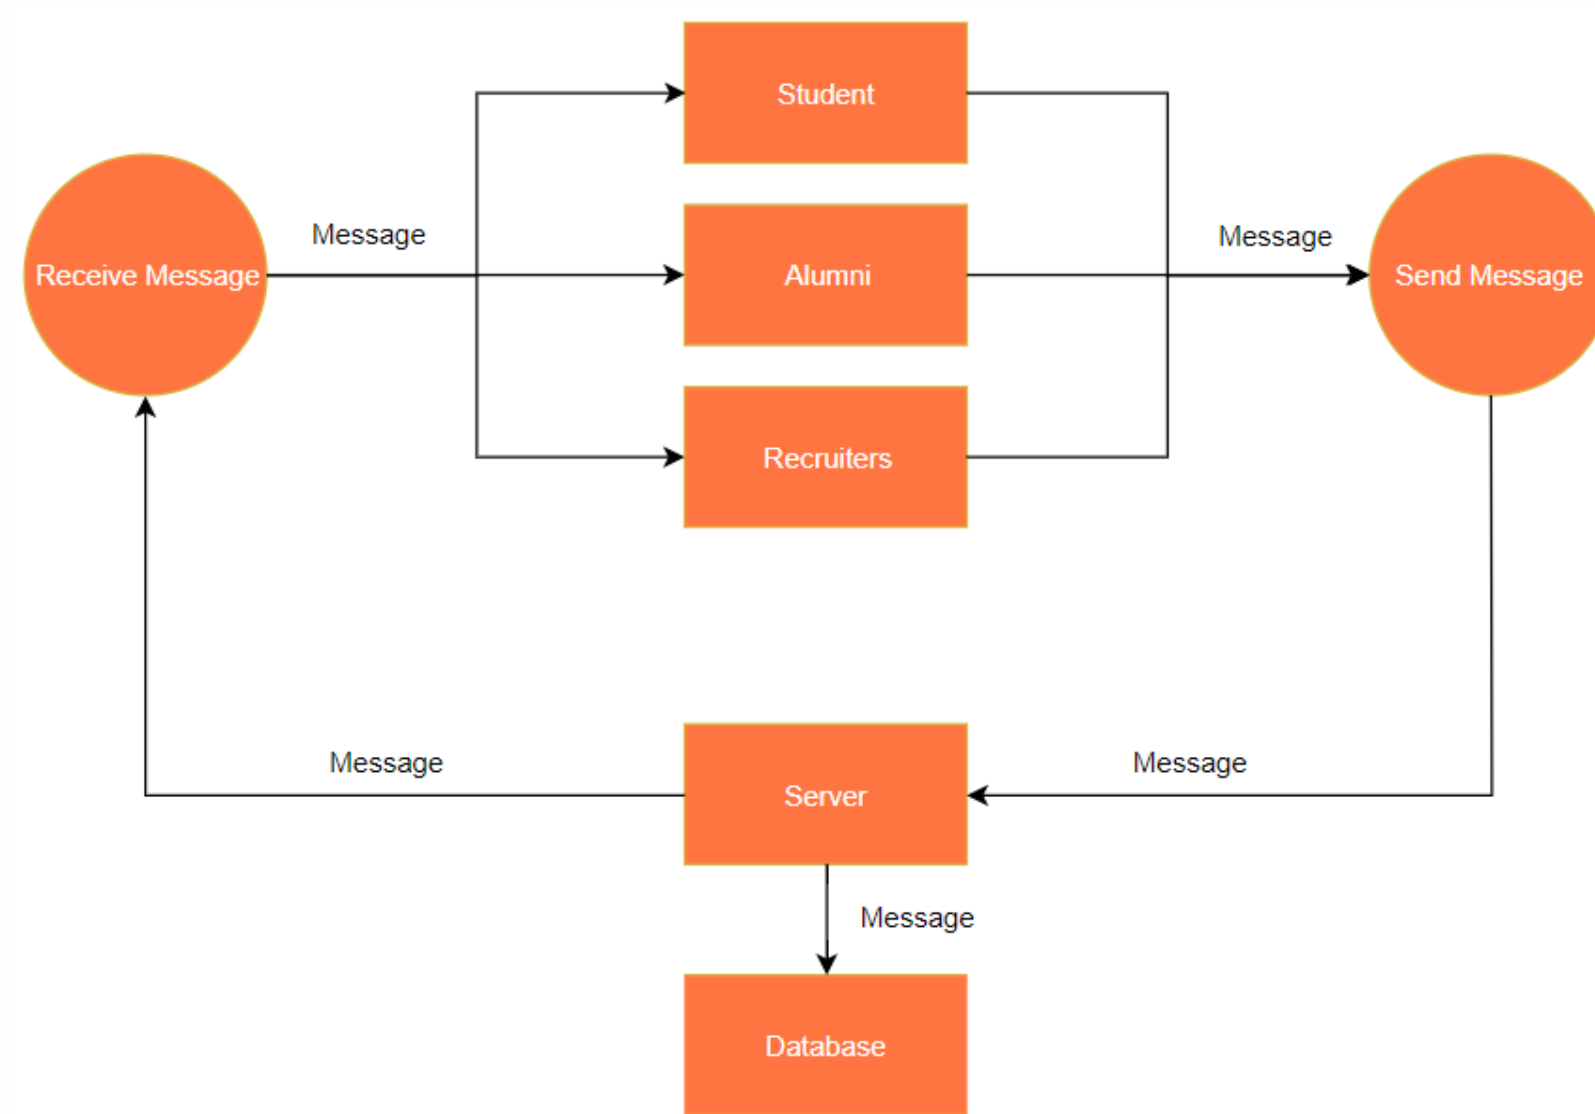 Student
Message
Message
Receive Message
Alumni
Send Message
Recruiters
Message
Message
Server
Message
Database